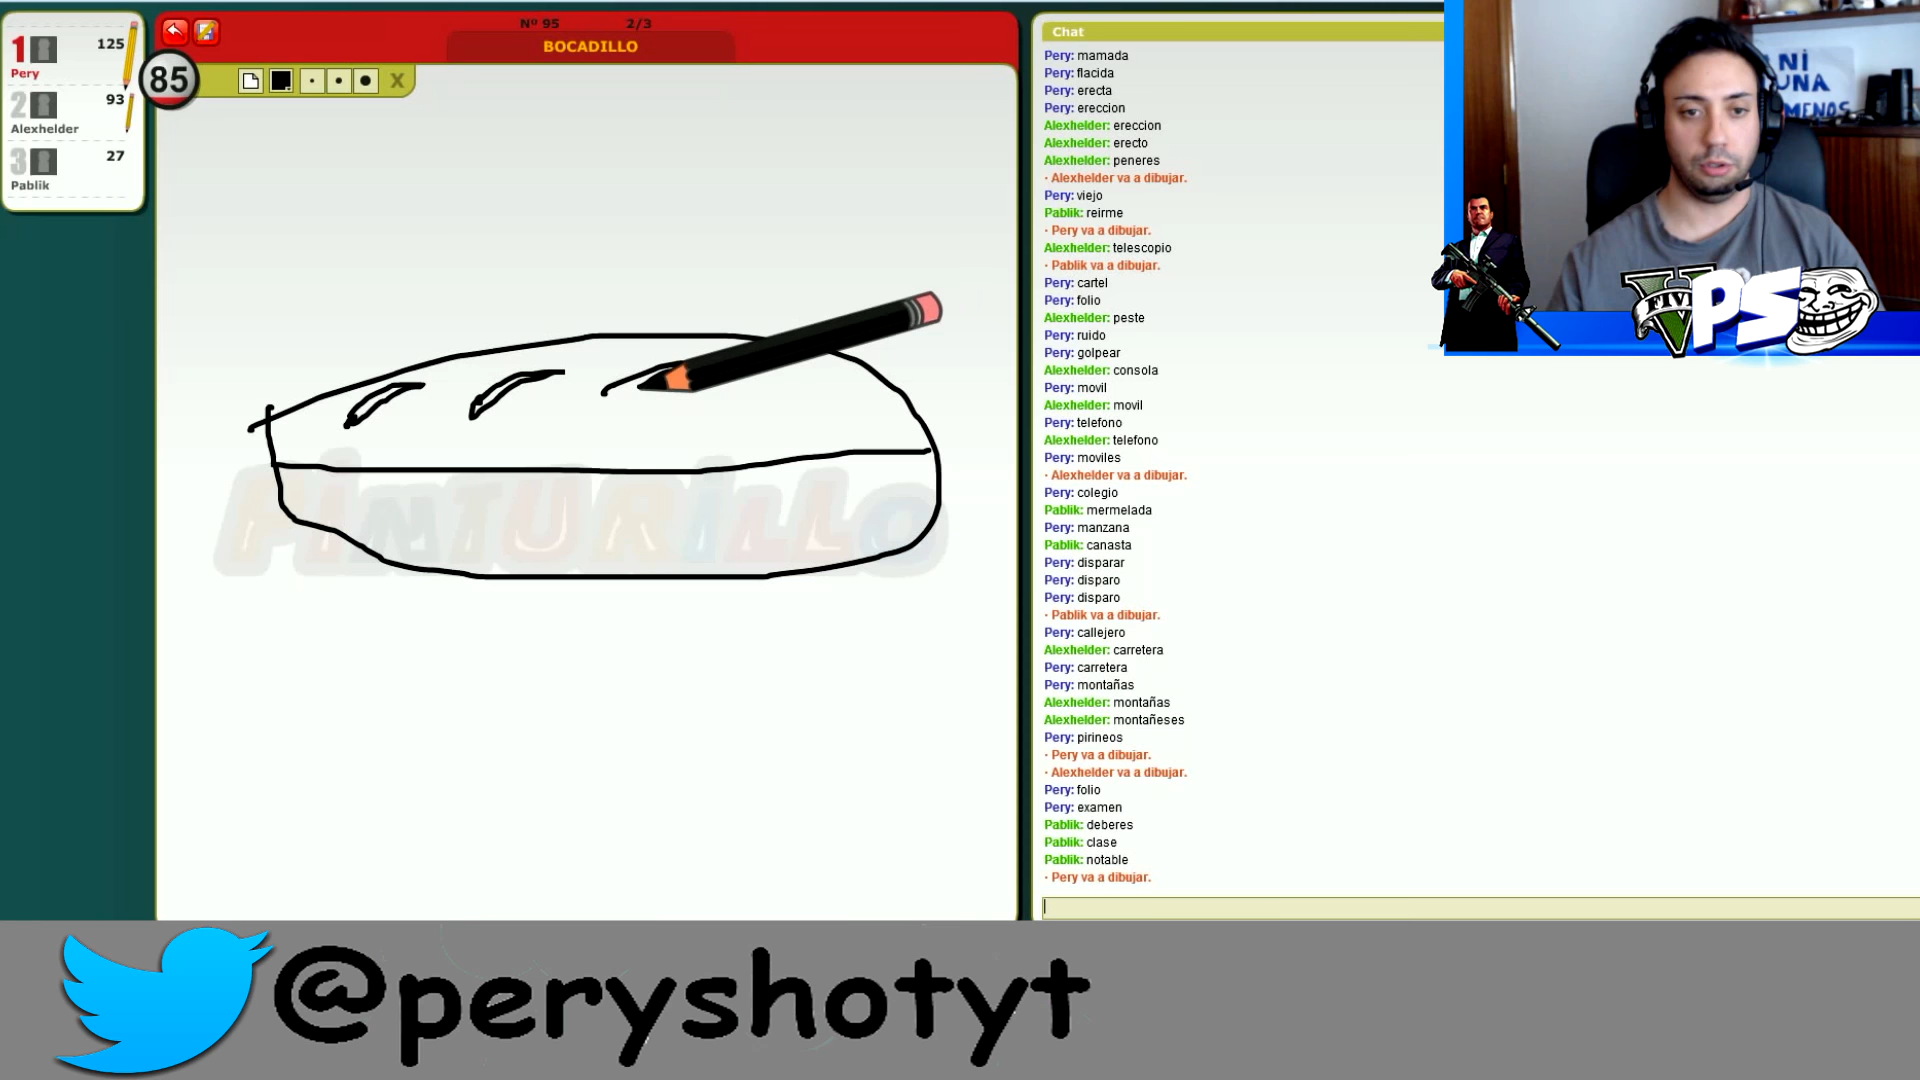 Nº 95 2/3
BOCADILLO
1 125
Pery
2 93
Alexhelder
3 27
Pablik
85
X
PINTURILLO
Chat
Pery: mamada
Pery: flacida
Pery: erecta
Pery: ereccion
Alexhelder: ereccion
Alexhelder: erecto
Alexhelder: peneres
· Alexhelder va a dibujar.
Pery: viejo
Pablik: reirme
· Pery va a dibujar.
Alexhelder: telescopio
· Pablik va a dibujar.
Pery: cartel
Pery: folio
Alexhelder: peste
Pery: ruido
Pery: golpear
Alexhelder: consola
Pery: movil
Alexhelder: movil
Pery: telefono
Alexhelder: telefono
Pery: moviles
· Alexhelder va a dibujar.
Pery: colegio
Pablik: mermelada
Pery: manzana
Pablik: canasta
Pery: disparar
Pery: disparo
Pery: disparo
· Pablik va a dibujar.
Pery: callejero
Alexhelder: carretera
Pery: carretera
Pery: montañas
Alexhelder: montañas
Alexhelder: montañeses
Pery: pirineos
· Pery va a dibujar.
· Alexhelder va a dibujar.
Pery: folio
Pery: examen
Pablik: deberes
Pablik: clase
Pablik: notable
· Pery va a dibujar.
NI
UNA
MENOS
V
FIV
PS
@peryshotyt